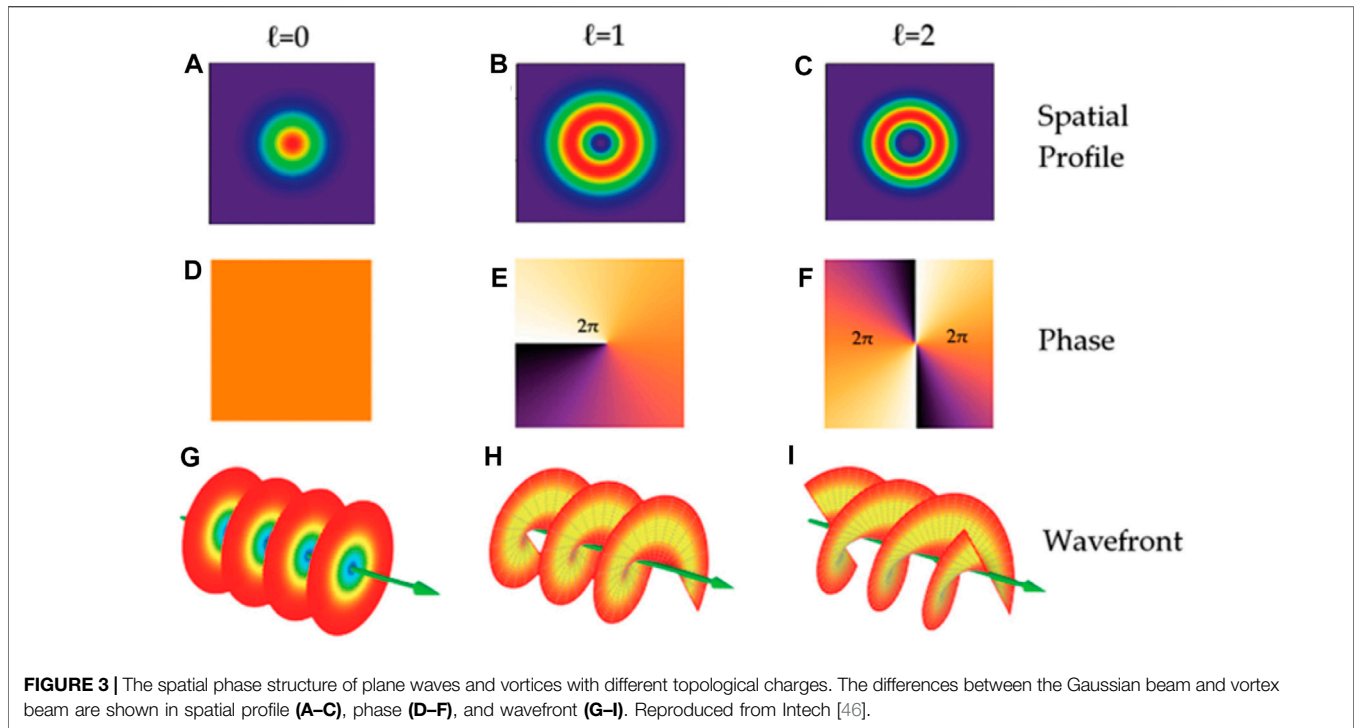 ℓ=0 ℓ=1 ℓ=2
A B C
Spatial
Profile
D E F
2π 2π 2π
Phase
G H I
Wavefront
FIGURE 3 | The spatial phase structure of plane waves and vortices with different topological charges. The differences between the Gaussian beam and vortex
beam are shown in spatial profile (A–C), phase (D–F), and wavefront (G–I). Reproduced from Intech [46].